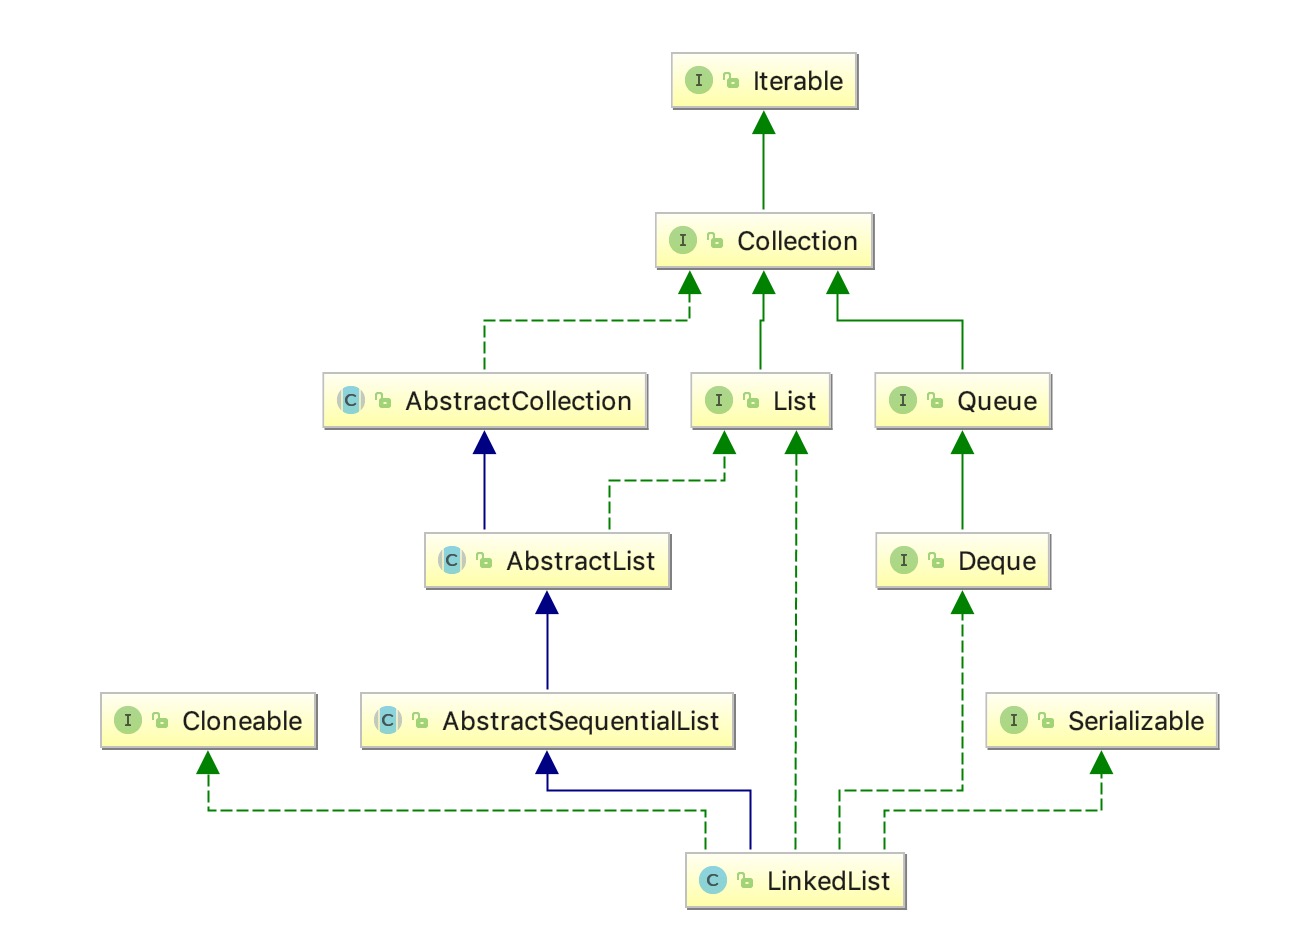 I Iterable
I Collection
C AbstractCollection
I List
I Queue
C AbstractList
I Deque
I Cloneable
C AbstractSequentialList
I Serializable
C LinkedList